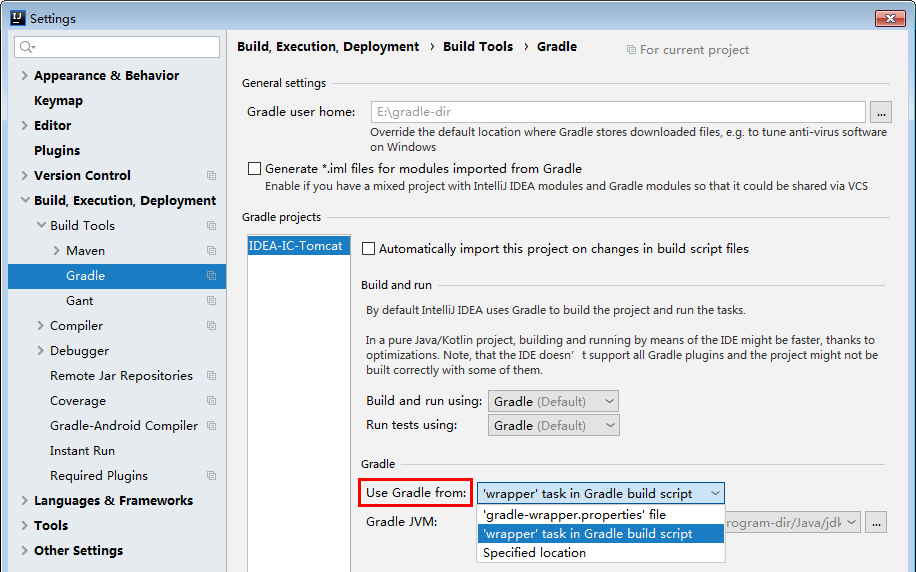 Settings
Build, Execution, Deployment › Build Tools › Gradle
For current project
Appearance & Behavior
Keymap
Editor
Plugins
Version Control
Build, Execution, Deployment
Build Tools
Maven
Gradle
Gant
Compiler
Debugger
Remote Jar Repositories
Coverage
Gradle-Android Compiler
Instant Run
Required Plugins
Languages & Frameworks
Tools
Other Settings
General settings
Gradle user home:
E:\gradle-dir
...
Override the default location where Gradle stores downloaded files, e.g. to tune anti-virus software
on Windows
Generate *.iml files for modules imported from Gradle
Enable if you have a mixed project with IntelliJ IDEA modules and Gradle modules so that it could be shared via VCS
Gradle projects
IDEA-IC-Tomcat
Automatically import this project on changes in build script files
Build and run
By default IntelliJ IDEA uses Gradle to build the project and run the tasks.
In a pure Java/Kotlin project, building and running by means of the IDE might be faster, thanks to
optimizations. Note, that the IDE doesn’t support all Gradle plugins and the project might not be
built correctly with some of them.
Build and run using: Gradle (Default)
Run tests using: Gradle (Default)
Gradle
Use Gradle from: 'wrapper' task in Gradle build script
'gradle-wrapper.properties' file
'wrapper' task in Gradle build script
Specified location
Gradle JVM:
rogram-dir/Java/jdk
...